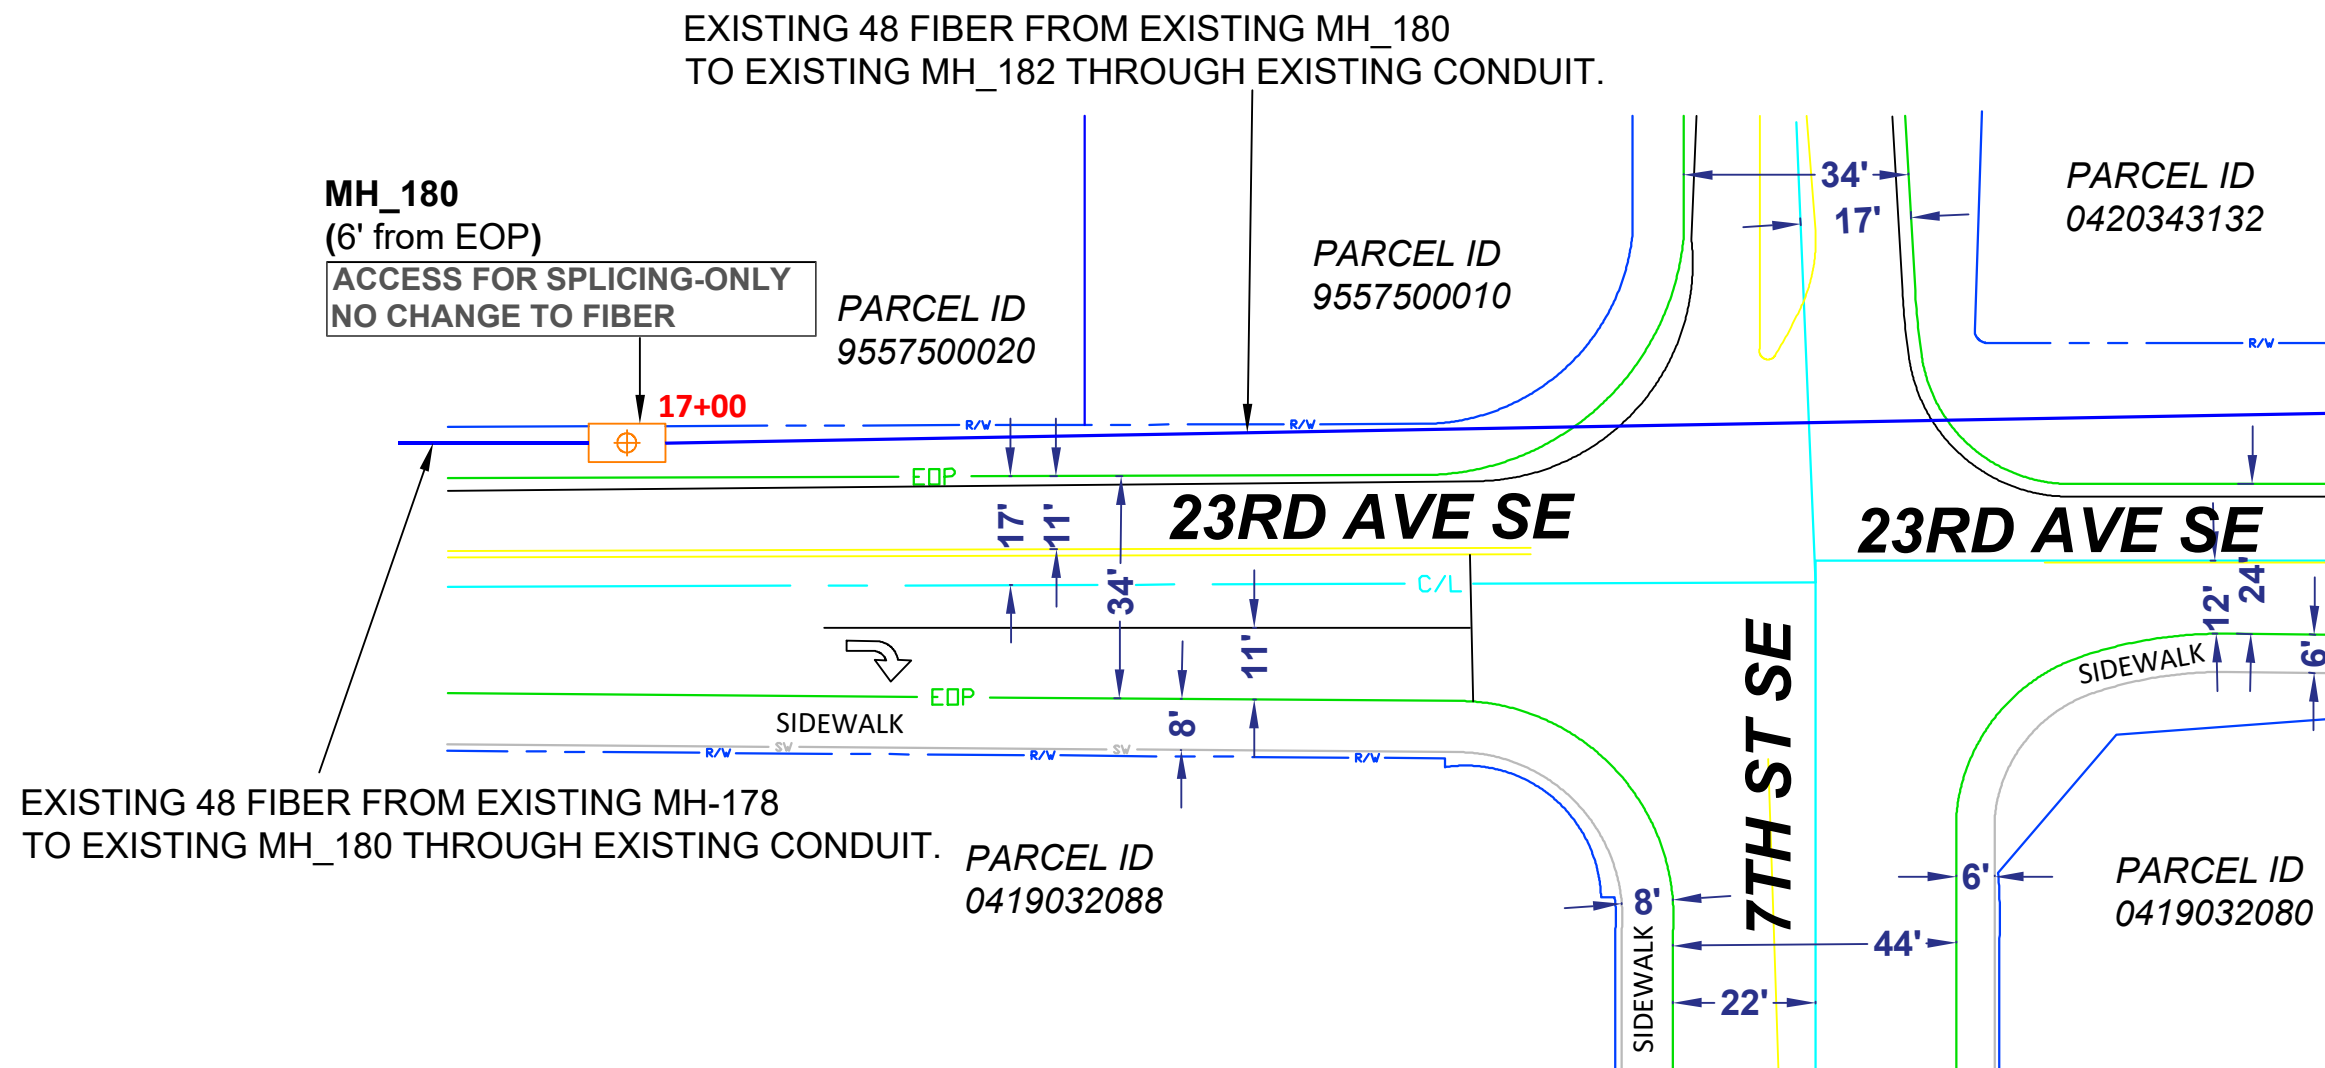 EXISTING 48 FIBER FROM EXISTING MH_180
TO EXISTING MH_182 THROUGH EXISTING CONDUIT.
MH_180
(6' from EOP)
ACCESS FOR SPLICING-ONLY
NO CHANGE TO FIBER
PARCEL ID
9557500020
PARCEL ID
9557500010
34'
17'
PARCEL ID
0420343132
R/W
17+00
R/W
R/W
EOP
17'
11'
34'
23RD AVE SE
23RD AVE SE
C/L
11'
12'
24'
6'
SIDEWALK
EOP
SIDEWALK
8'
SW
SW
R/W
R/W
R/W
7TH ST SE
EXISTING 48 FIBER FROM EXISTING MH-178
TO EXISTING MH_180 THROUGH EXISTING CONDUIT.
PARCEL ID
0419032088
8'
SIDEWALK
6'
44'
22'
PARCEL ID
0419032080